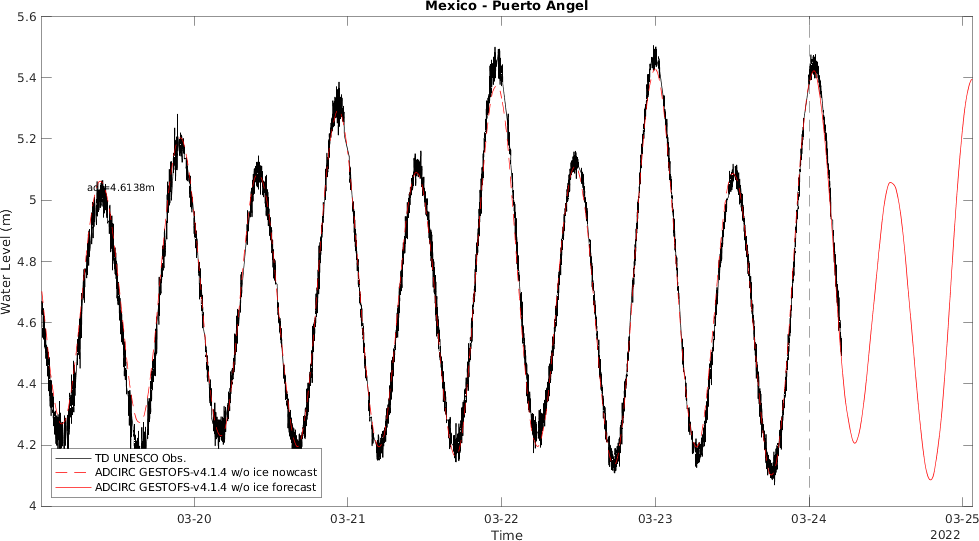 Mexico - Puerto Angel
5.6
5.4
5.2
5
4.8
4.6
4.4
4.2
4
Water Level (m)
=4.6138m
TD UNESCO Obs.
ADCIRC GESTOFS-v4.1.4 w/o ice nowcast
ADCIRC GESTOFS-v4.1.4 w/o ice forecast
03-20
03-21
03-22
03-23
03-24
03-25
Time
2022